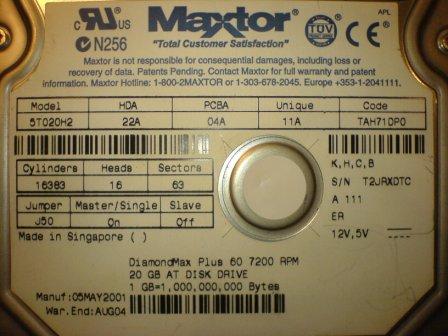 c UL US
N256
Maxtor
"Total Customer Satisfaction"
TÜV
CE
APL
Maxtor is not responsible for consequential damages, including loss or
recovery of data. Patents Pending. Contact Maxtor for full warranty and patent
information. Maxtor Hotline: 1-800-2MAXTOR or 1-303-678-2045. Europe +353-1-2041111.
Model HDA PCBA Unique Code
5T020H2 22A 04A 11A TAH71DP0
Cylinders Heads Sectors
16383 16 63
Jumper Master/Single Slave
J50 On Off
Made in Singapore ( )
K,H,C,B
S/N T2JRXDTC
A 111
ER
12V,5V
DiamondMax Plus 60 7200 RPM
20 GB AT DISK DRIVE
1 GB=1,000,000,000 Bytes
Manuf:05MAY2001
War.End:AUG04